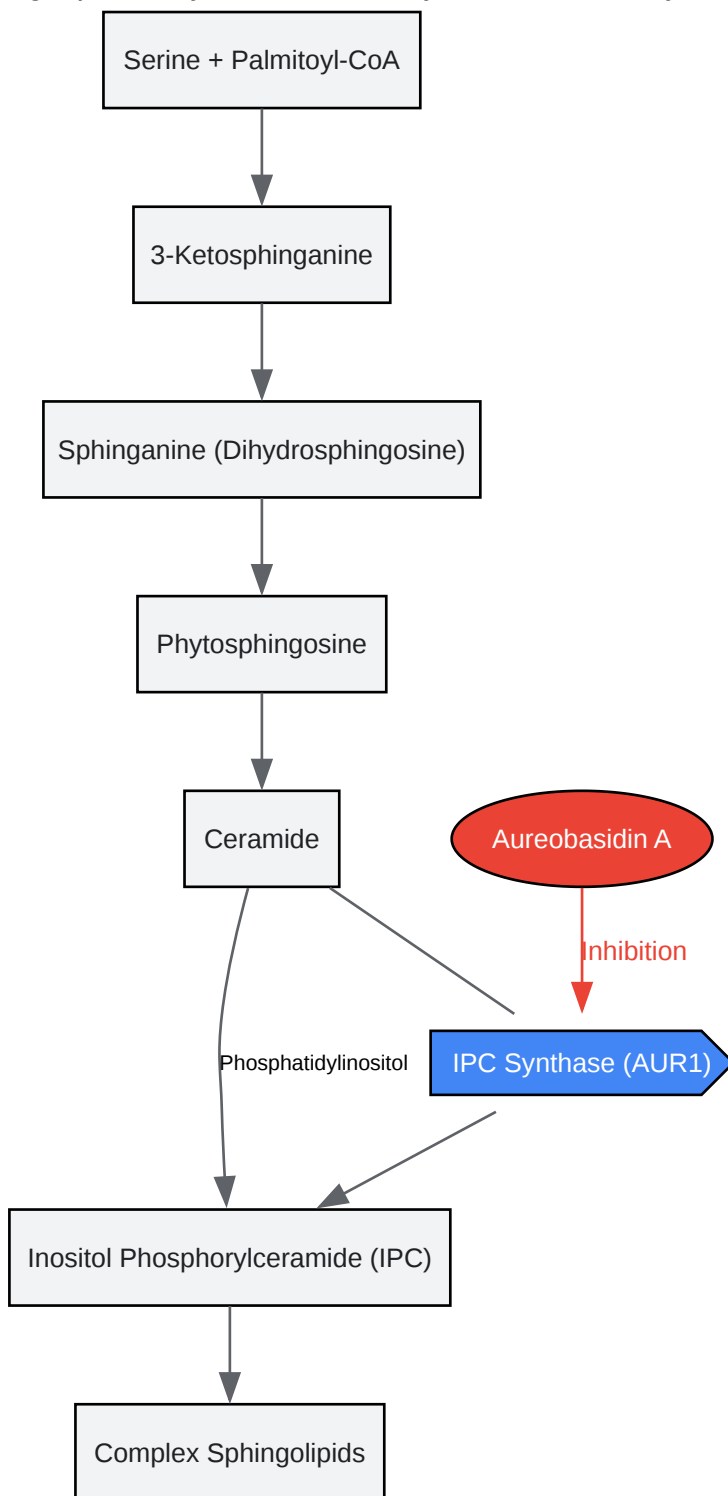 Serine + Palmitoyl-CoA
3-Ketosphinganine
Sphinganine (Dihydrosphingosine)
Phytosphingosine
Ceramide
Aureobasidin A
Inhibition
Phosphatidylinositol
IPC Synthase (AUR1)
Inositol Phosphorylceramide (IPC)
Complex Sphingolipids